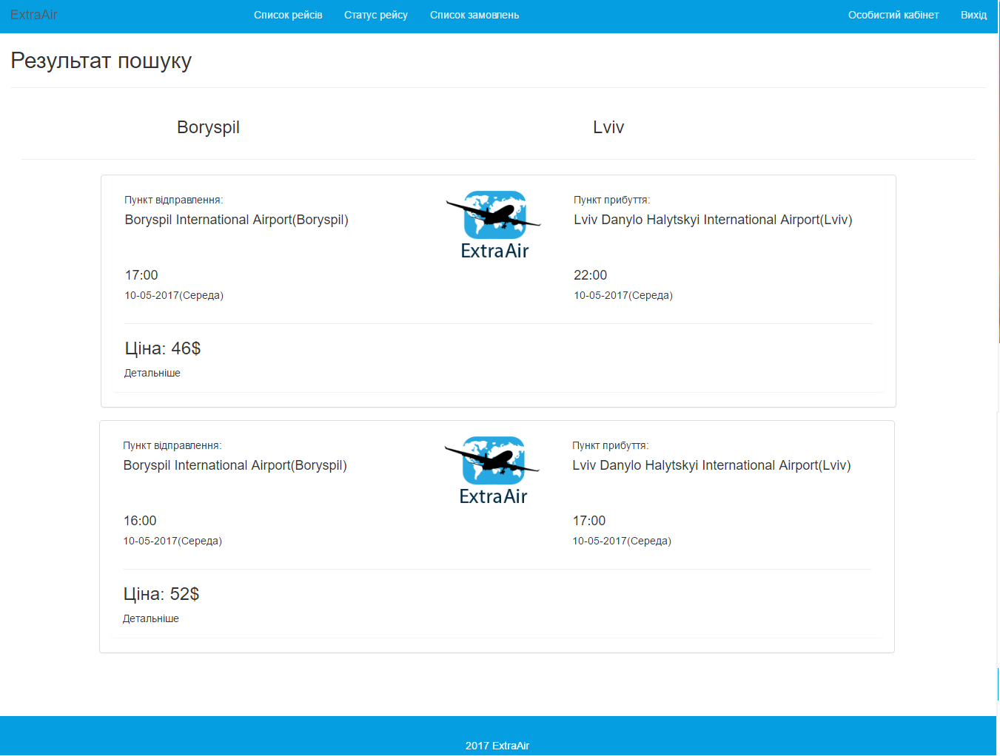 ExtraAir Список рейсів Статус рейсу Список замовлень Особистий кабінет Вихід
Результат пошуку
Boryspil Lviv
Пункт відправлення: Пункт прибуття:
Boryspil International Airport(Boryspil) Lviv Danylo Halytskyi International Airport(Lviv)
ExtraAir
17:00 22:00
10-05-2017(Середа) 10-05-2017(Середа)
Ціна: 46$
Детальніше
Пункт відправлення: Пункт прибуття:
Boryspil International Airport(Boryspil) Lviv Danylo Halytskyi International Airport(Lviv)
ExtraAir
16:00 17:00
10-05-2017(Середа) 10-05-2017(Середа)
Ціна: 52$
Детальніше
2017 ExtraAir